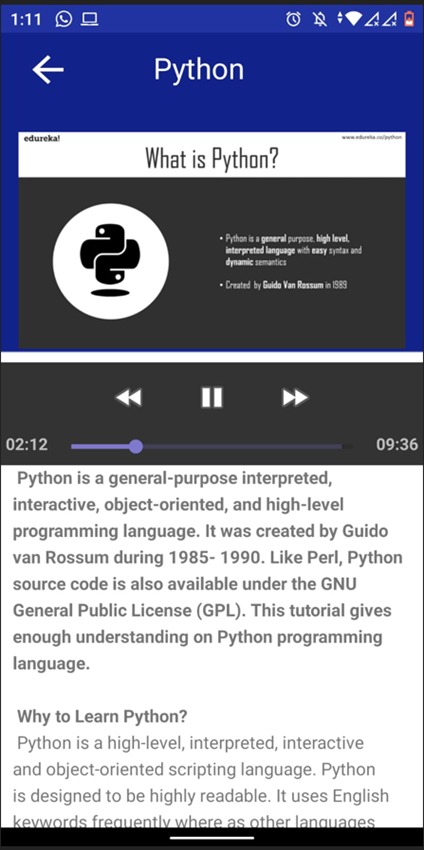 1:11
Python
edureka!
www.edureka.co/python
What is Python?
• Python is a general purpose, high level,
interpreted language with easy syntax and
dynamic semantics
• Created by Guido Van Rossum in 1989
02:12
09:36
Python is a general-purpose interpreted,
interactive, object-oriented, and high-level
programming language. It was created by Guido
van Rossum during 1985- 1990. Like Perl, Python
source code is also available under the GNU
General Public License (GPL). This tutorial gives
enough understanding on Python programming
language.
Why to Learn Python?
Python is a high-level, interpreted, interactive
and object-oriented scripting language. Python
is designed to be highly readable. It uses English
keywords frequently where as other languages